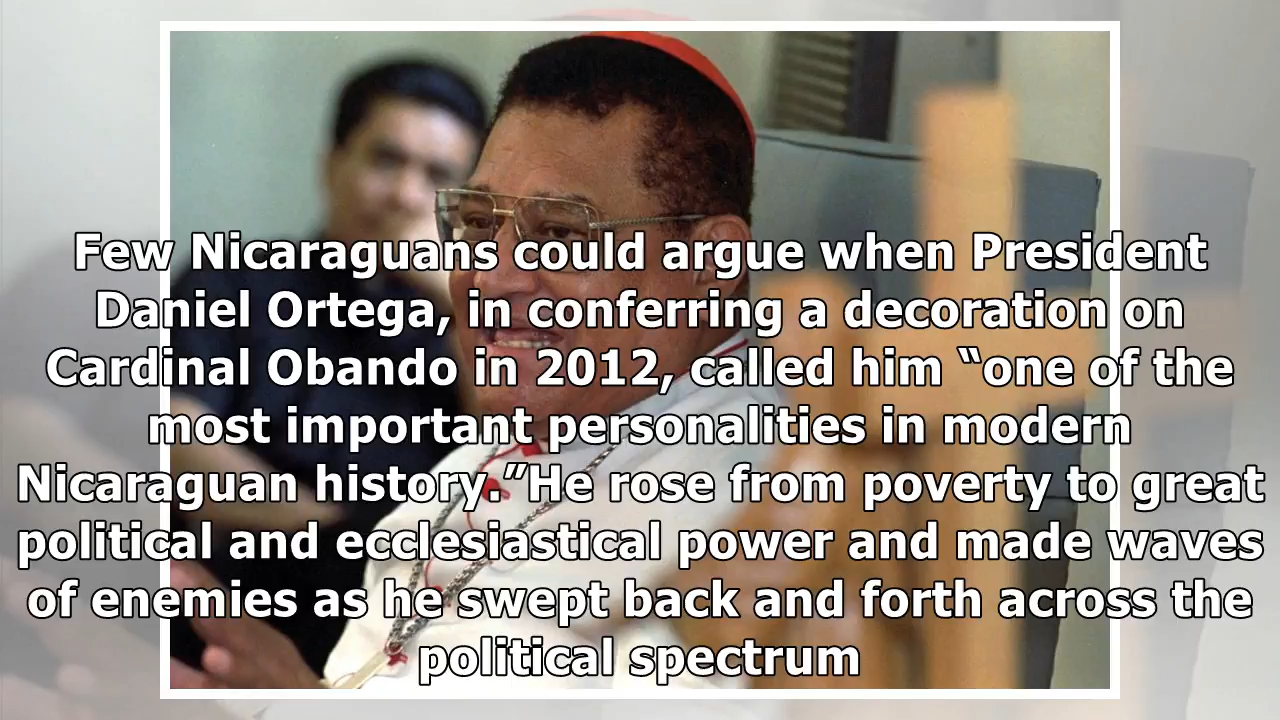 Few Nicaraguans could argue when President
Daniel Ortega, in conferring a decoration on
Cardinal Obando in 2012, called him “one of the
most important personalities in modern
Nicaraguan history.”He rose from poverty to great
political and ecclesiastical power and made waves
of enemies as he swept back and forth across the
political spectrum